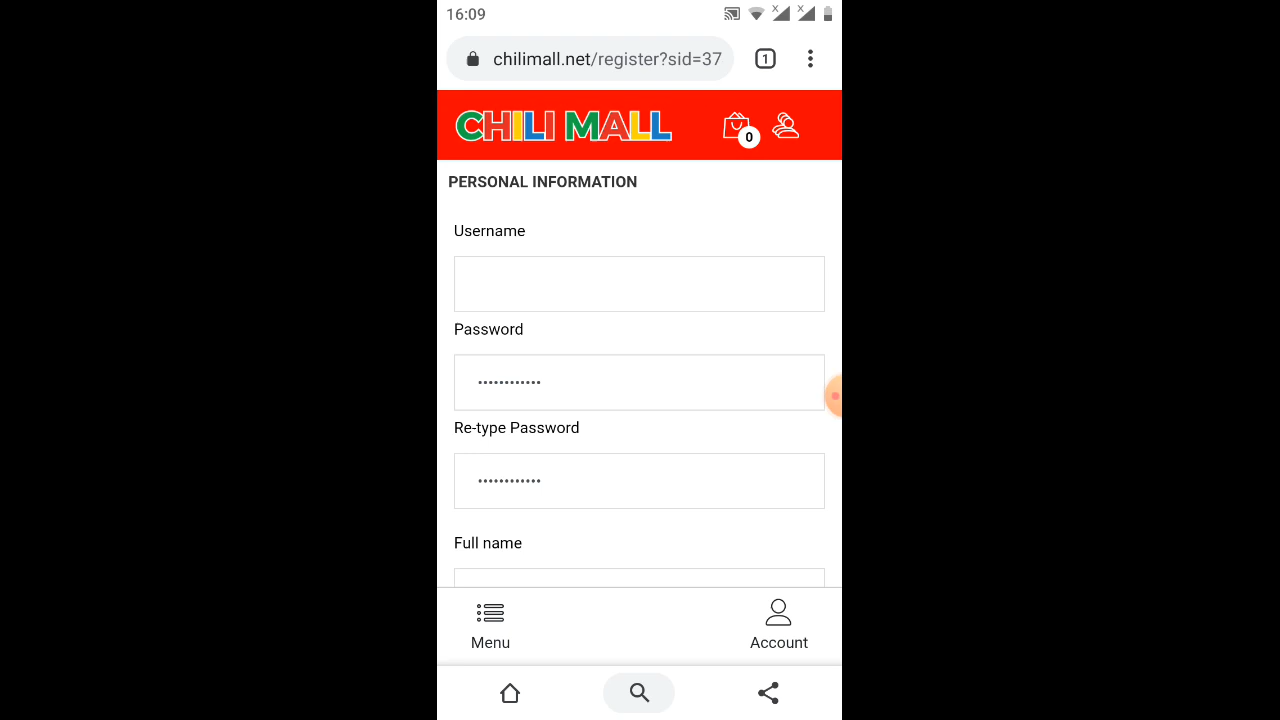 16:09
chilimall.net/register?sid=37
1
CHILI MALL
0
PERSONAL INFORMATION
Username
Password
••••••••••••
Re-type Password
••••••••••••
Full name
Menu
Account